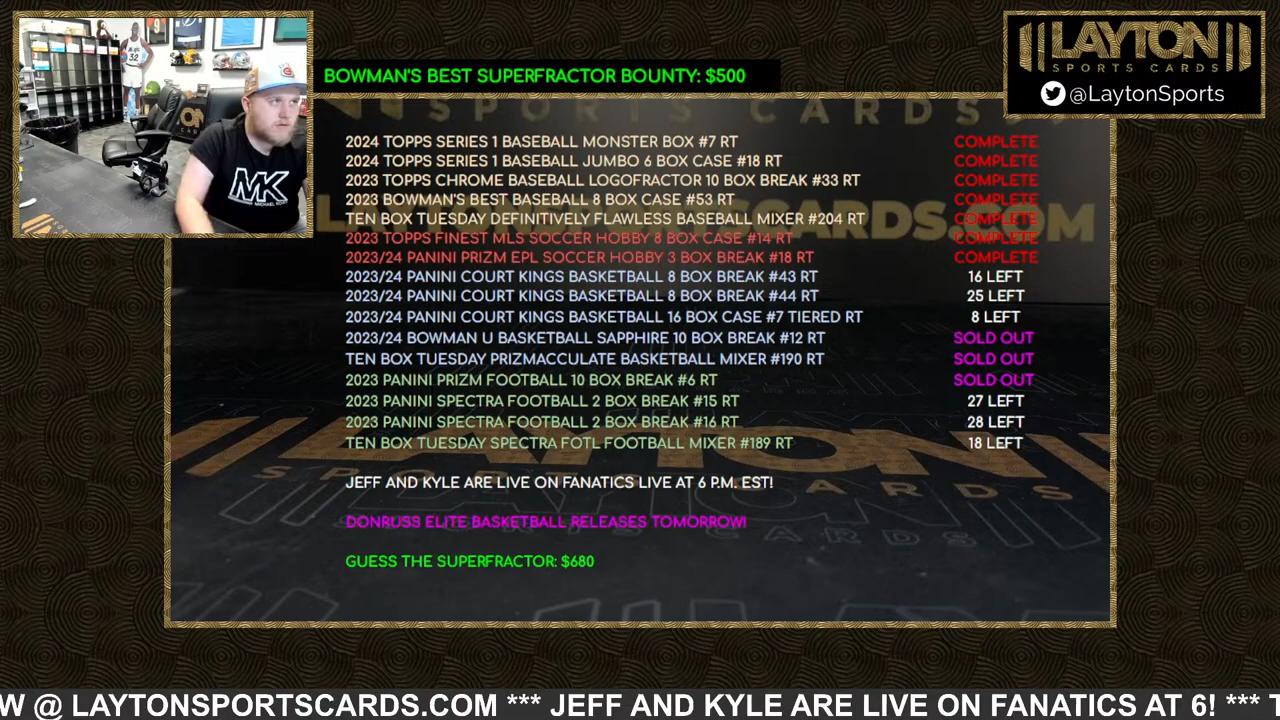 BOWMAN'S BEST SUPERFRACTOR BOUNTY: $500
LAYTON
SPORTS CARDS
@LaytonSports
SPORTS CARDS
32
MK
2024 TOPPS SERIES 1 BASEBALL MONSTER BOX #7 RT COMPLETE
2024 TOPPS SERIES 1 BASEBALL JUMBO 6 BOX CASE #18 RT COMPLETE
2023 TOPPS CHROME BASEBALL LOGOFRACTOR 10 BOX BREAK #33 RT COMPLETE
2023 BOWMAN'S BEST BASEBALL 8 BOX CASE #53 RT COMPLETE
TEN BOX TUESDAY DEFINITIVELY FLAWLESS BASEBALL MIXER #204 RT COMPLETE
2023 TOPPS FINEST MLS SOCCER HOBBY 8 BOX CASE #14 RT COMPLETE
2023/24 PANINI PRIZM EPL SOCCER HOBBY 3 BOX BREAK #18 RT COMPLETE
2023/24 PANINI COURT KINGS BASKETBALL 8 BOX BREAK #43 RT 16 LEFT
2023/24 PANINI COURT KINGS BASKETBALL 8 BOX BREAK #44 RT 25 LEFT
2023/24 PANINI COURT KINGS BASKETBALL 16 BOX CASE #7 TIERED RT 8 LEFT
2023/24 BOWMAN U BASKETBALL SAPPHIRE 10 BOX BREAK #12 RT SOLD OUT
TEN BOX TUESDAY PRIZMACCULATE BASKETBALL MIXER #190 RT SOLD OUT
2023 PANINI PRIZM FOOTBALL 10 BOX BREAK #6 RT SOLD OUT
2023 PANINI SPECTRA FOOTBALL 2 BOX BREAK #15 RT 27 LEFT
2023 PANINI SPECTRA FOOTBALL 2 BOX BREAK #16 RT 28 LEFT
TEN BOX TUESDAY SPECTRA FOTL FOOTBALL MIXER #189 RT 18 LEFT
JEFF AND KYLE ARE LIVE ON FANATICS LIVE AT 6 P.M. EST!
DONRUSS ELITE BASKETBALL RELEASES TOMORROW!
GUESS THE SUPERFRACTOR: $680
W @ LAYTONSPORTSCARDS.COM *** JEFF AND KYLE ARE LIVE ON FANATICS AT 6! *** T